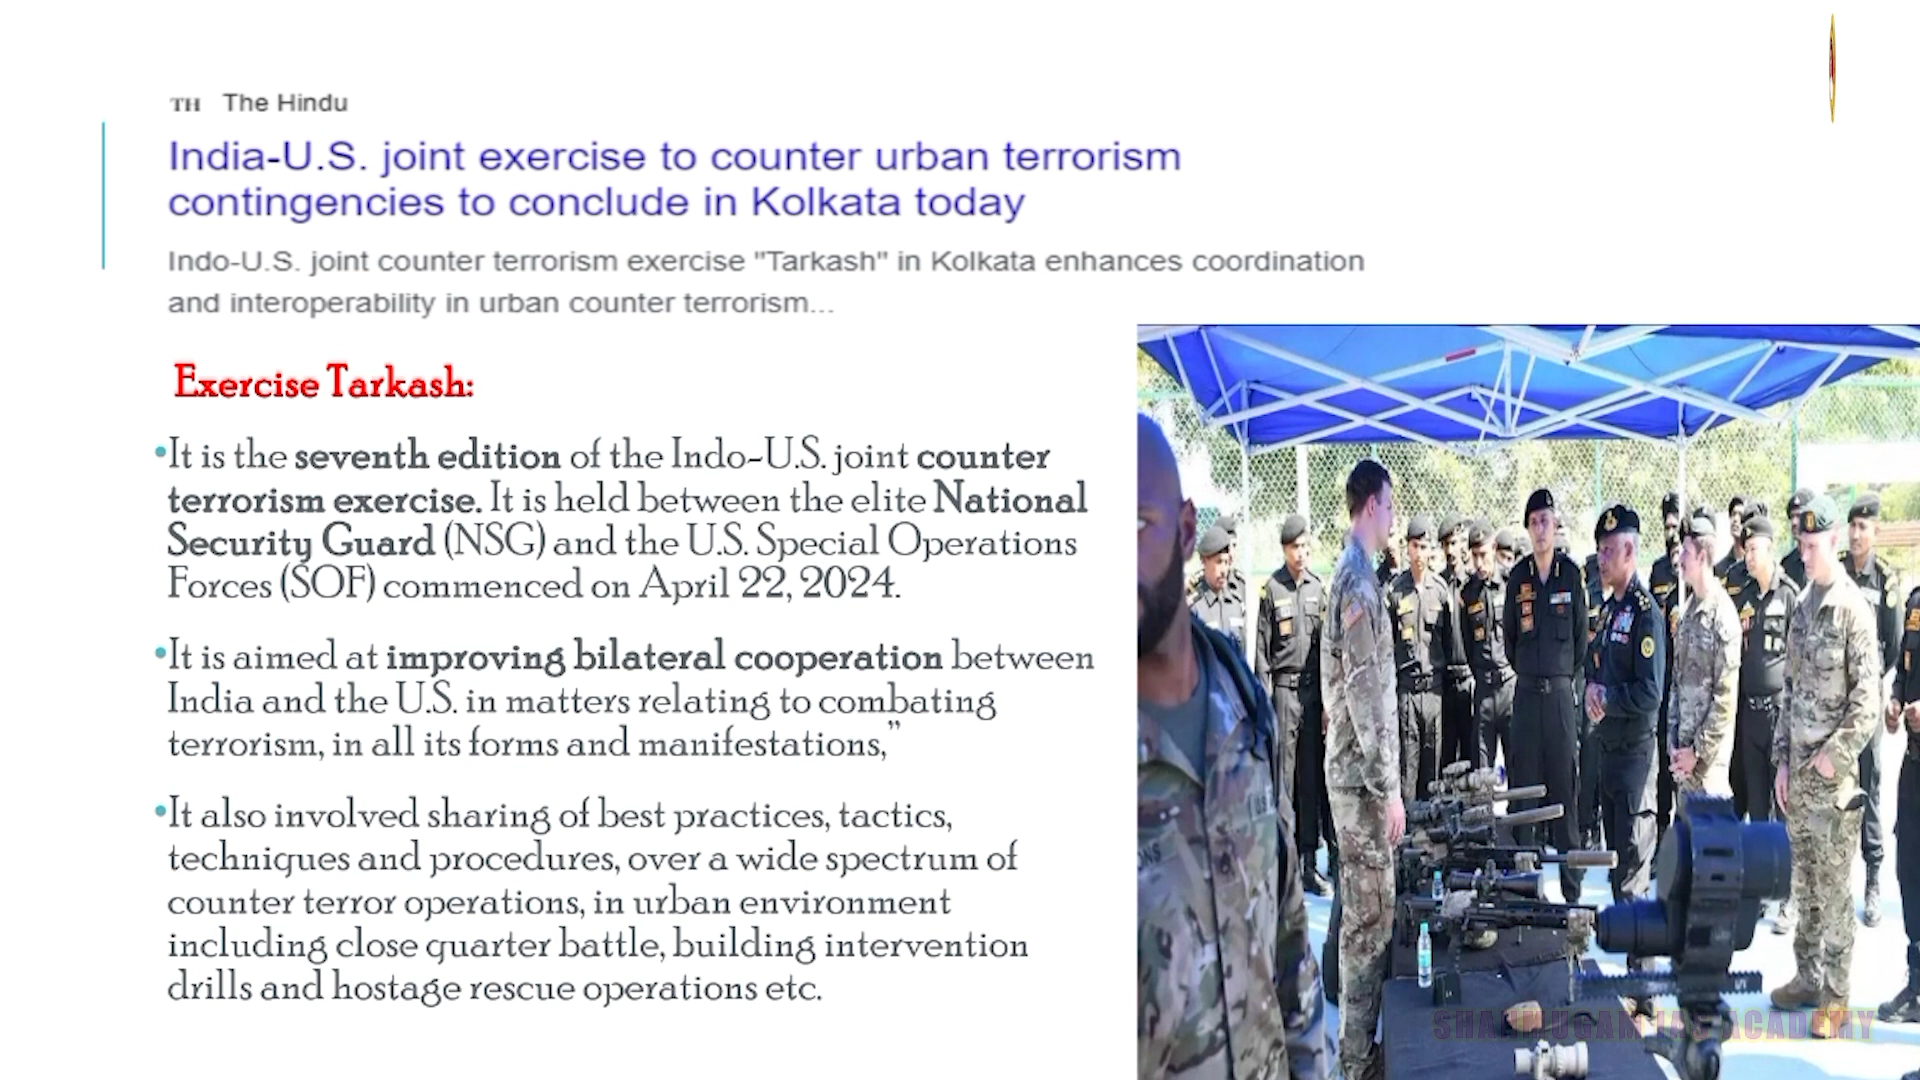 TH The Hindu
India-U.S. joint exercise to counter urban terrorism
contingencies to conclude in Kolkata today
Indo-U.S. joint counter terrorism exercise "Tarkash" in Kolkata enhances coordination
and interoperability in urban counter terrorism...
Exercise Tarkash:
•It is the seventh edition of the Indo-U.S. joint counter
terrorism exercise. It is held between the elite National
Security Guard (NSG) and the U.S. Special Operations
Forces (SOF) commenced on April 22, 2024.
•It is aimed at improving bilateral cooperation between
India and the U.S. in matters relating to combating
terrorism, in all its forms and manifestations,”
•It also involved sharing of best practices, tactics,
techniques and procedures, over a wide spectrum of
counter terror operations, in urban environment
including close quarter battle, building intervention
drills and hostage rescue operations etc.
SHANMUGAM IAS ACADEMY